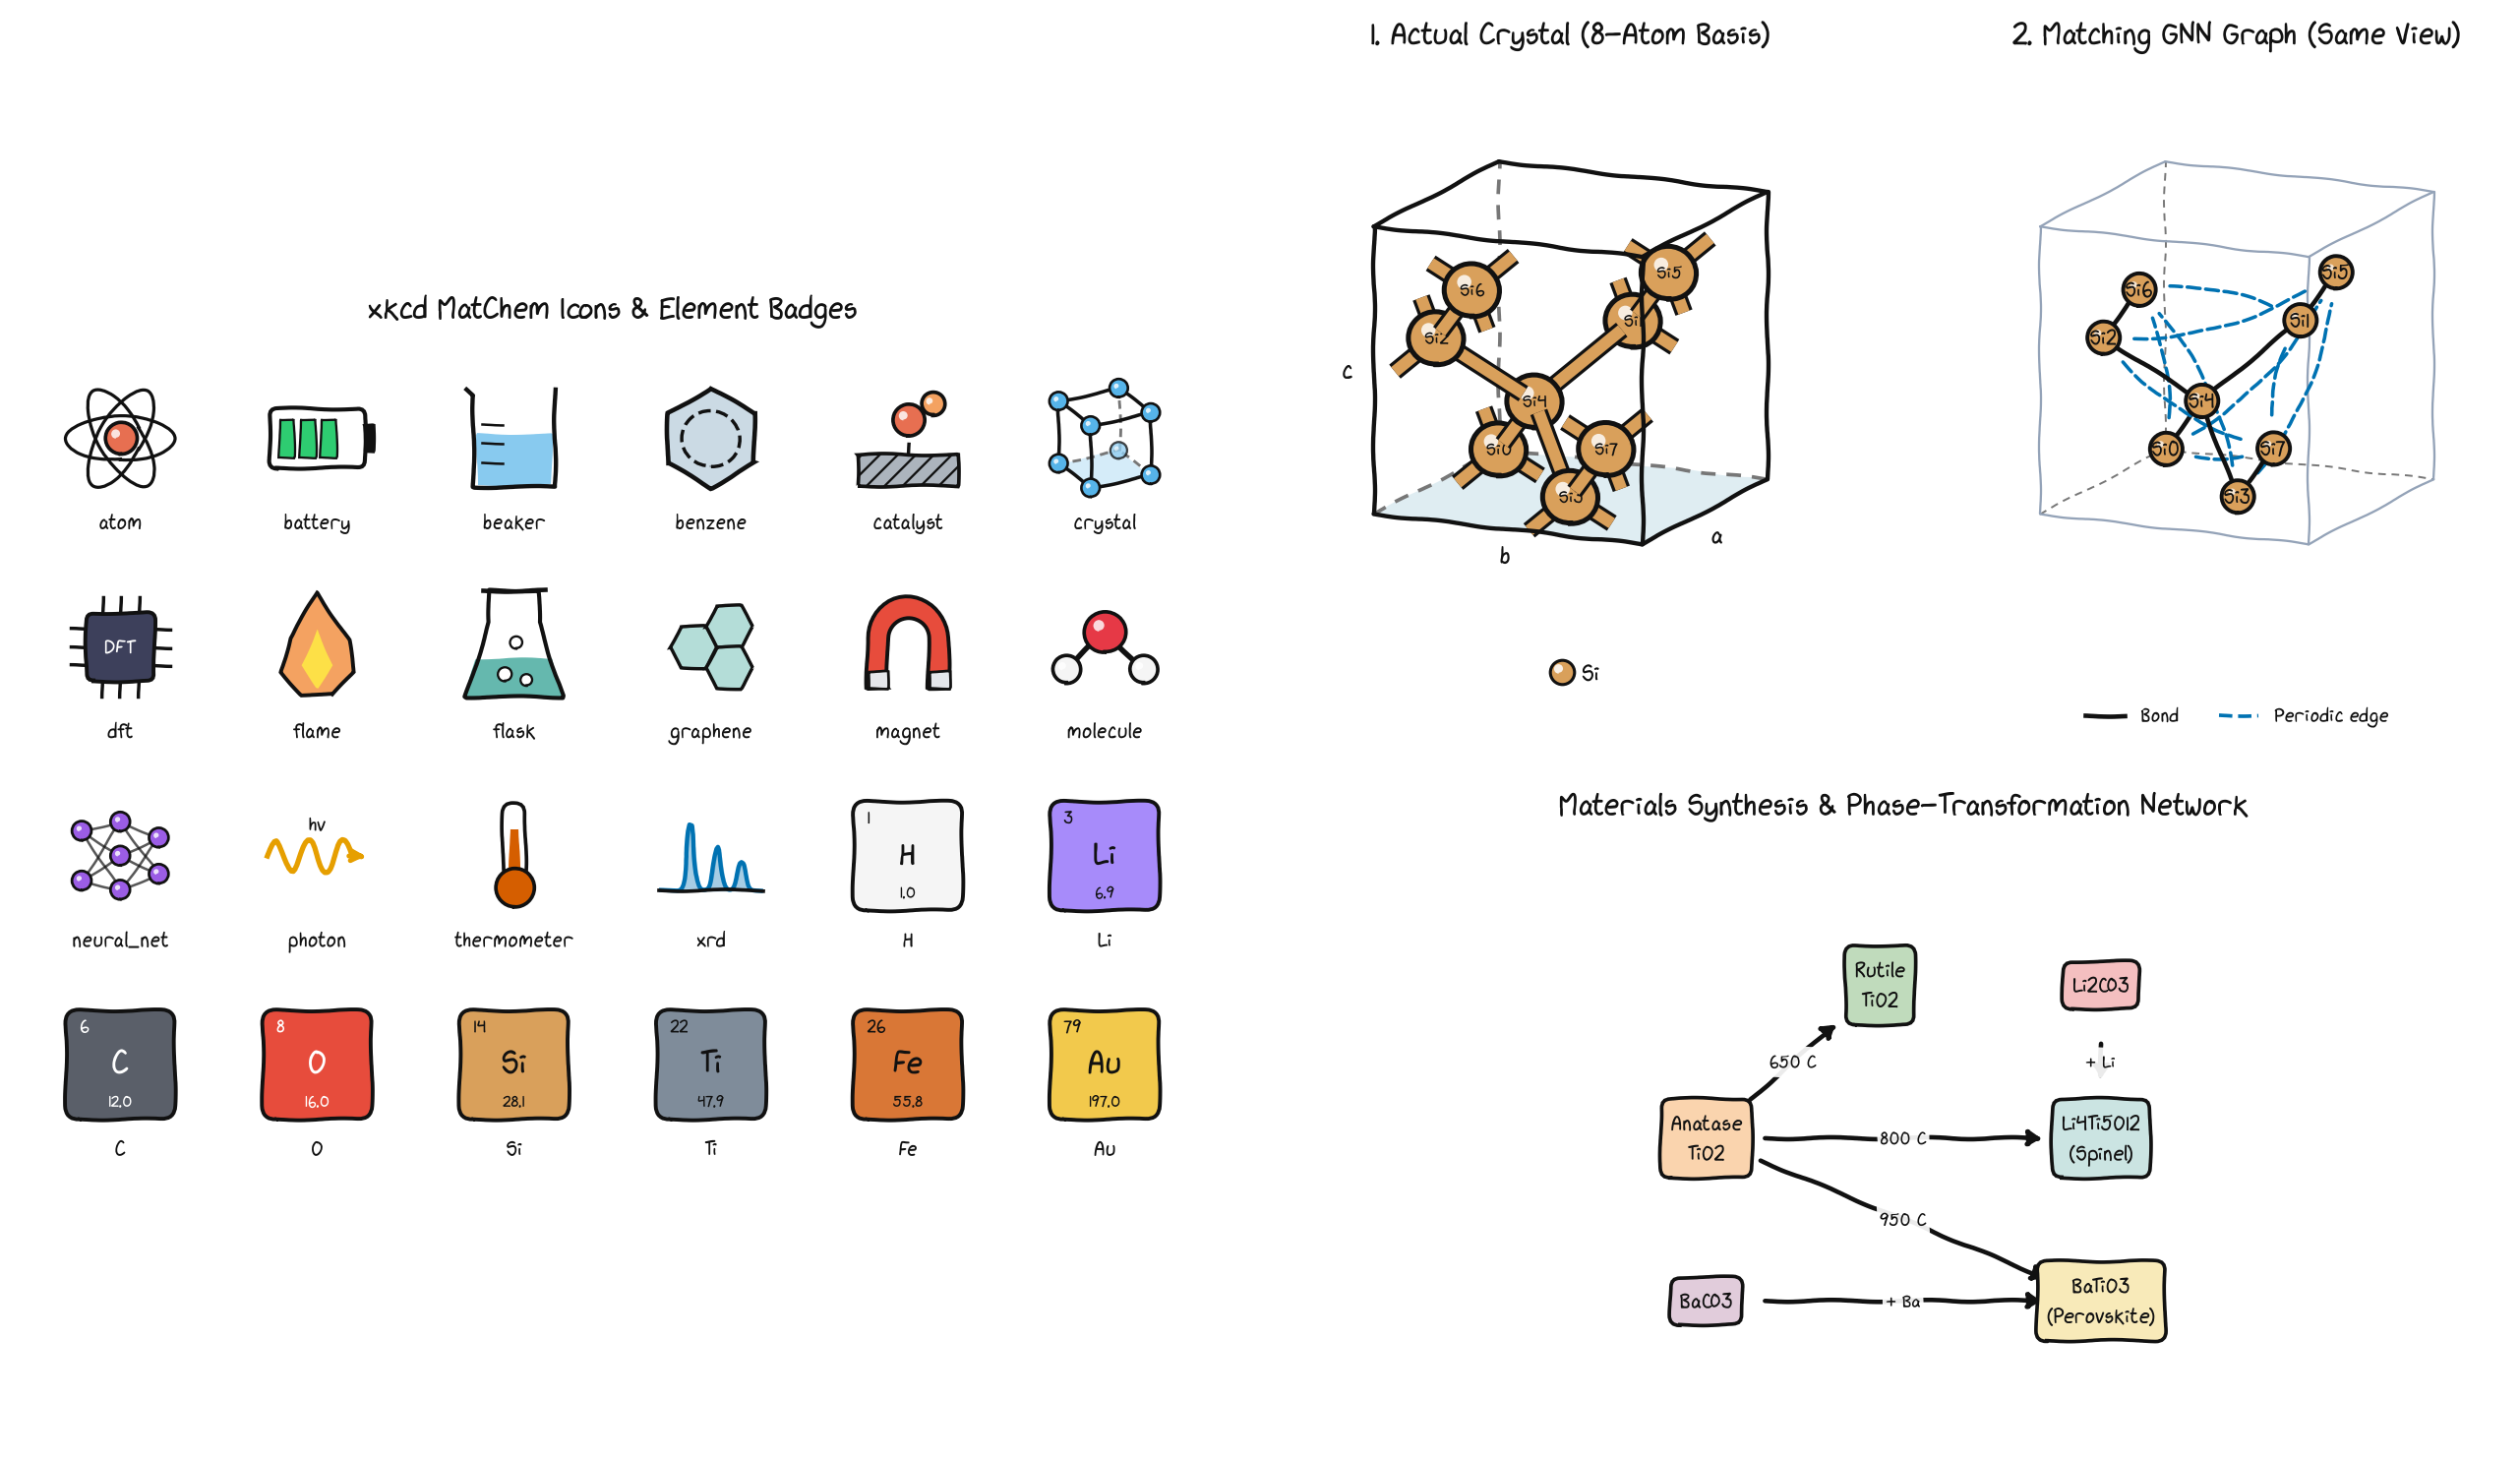 xkcd MatChem Icons & Element Badges
atom
battery
beaker
benzene
catalyst
crystal
DFT
dft
flame
flask
graphene
magnet
molecule
neural_net
hv
photon
thermometer
xrd
1
H
1.0
H
3
Li
6.9
Li
6
C
12.0
C
8
O
16.0
O
14
Si
28.1
Si
22
Ti
47.9
Ti
26
Fe
55.8
Fe
79
Au
197.0
Au
1. Actual Crystal (8-Atom Basis)
Si5
Si6
Si
Si2
c
Si4
Si0
Si7
Si3
a
b
Si
2. Matching GNN Graph (Same View)
Si5
Si6
Si1
Si2
Si4
Si0
Si7
Si3
Bond
Periodic edge
Materials Synthesis & Phase-Transformation Network
Rutile
TiO2
Li2CO3
650 C
+ Li
Anatase
TiO2
800 C
Li4Ti5O12
(Spinel)
950 C
BaCO3
+ Ba
BaTiO3
(Perovskite)